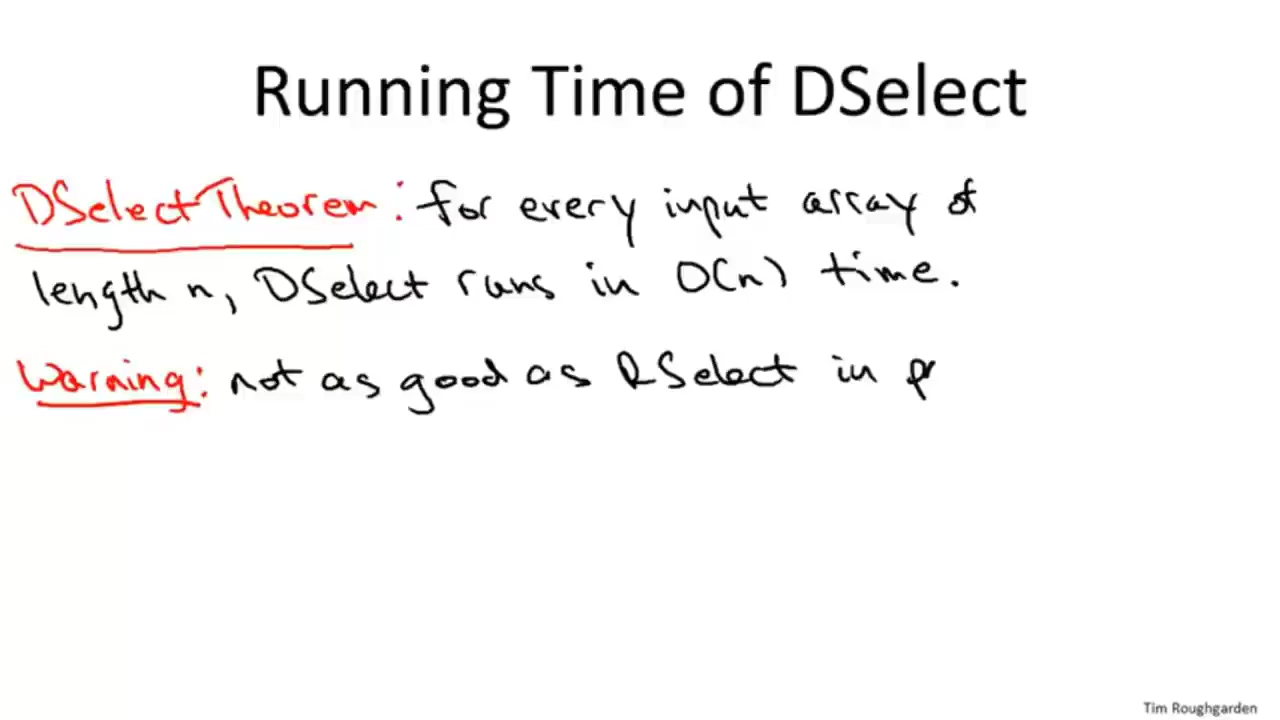 Running Time of DSelect
DSelect Theorem: for every input array of
length n, DSelect runs in O(n) time.
Warning: not as good as RSelect in pr
Tim Roughgarden